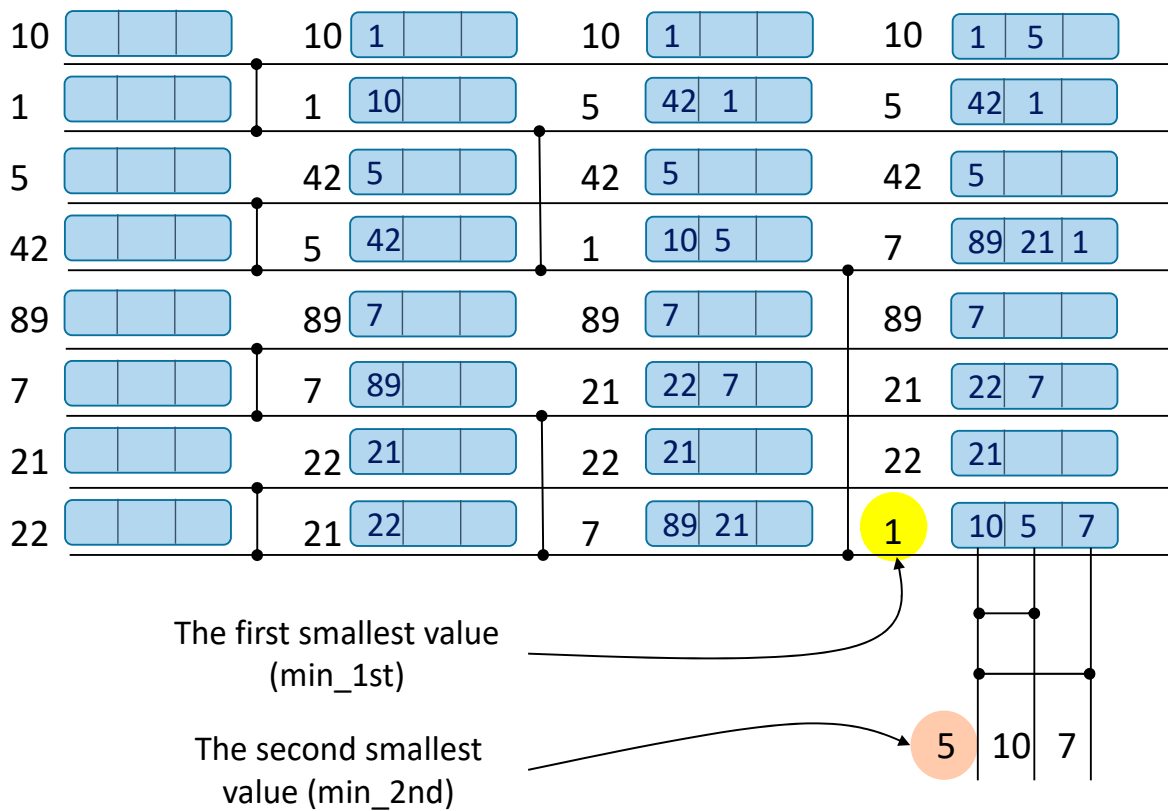 10 10 1 10 1 10 1 5
1 1 10 5 42 1 5 42 1
5 42 5 42 5 42 5
42 5 42 1 10 5 7 89 21 1
89 89 7 89 7 89 7
7 7 89 21 22 7 21 22 7
21 22 21 22 21 22 21
22 21 22 7 89 21 1 10 5 7
The first smallest value
(min_1st)
The second smallest
value (min_2nd)
5 10 7